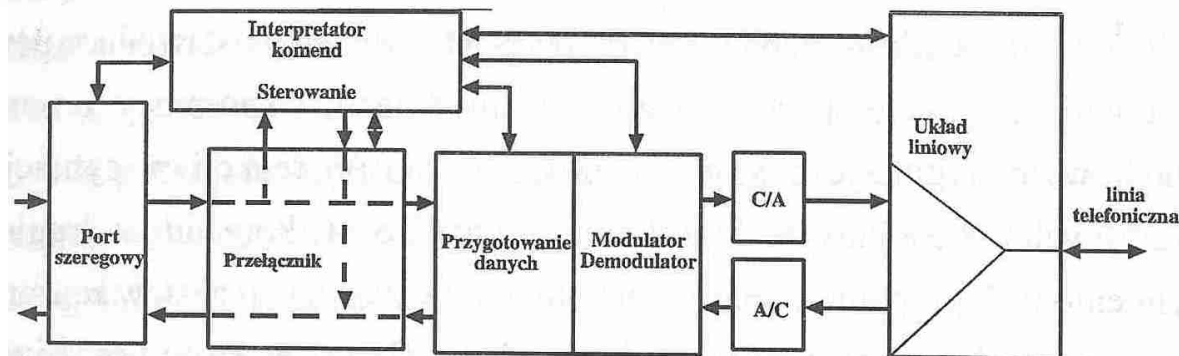 Interpretator
komend
Sterowanie
Układ
liniowy
C/A
linia
telefoniczna
Port
szeregowy
Przełącznik
Przygotowanie
danych
Modulator
Demodulator
A/C